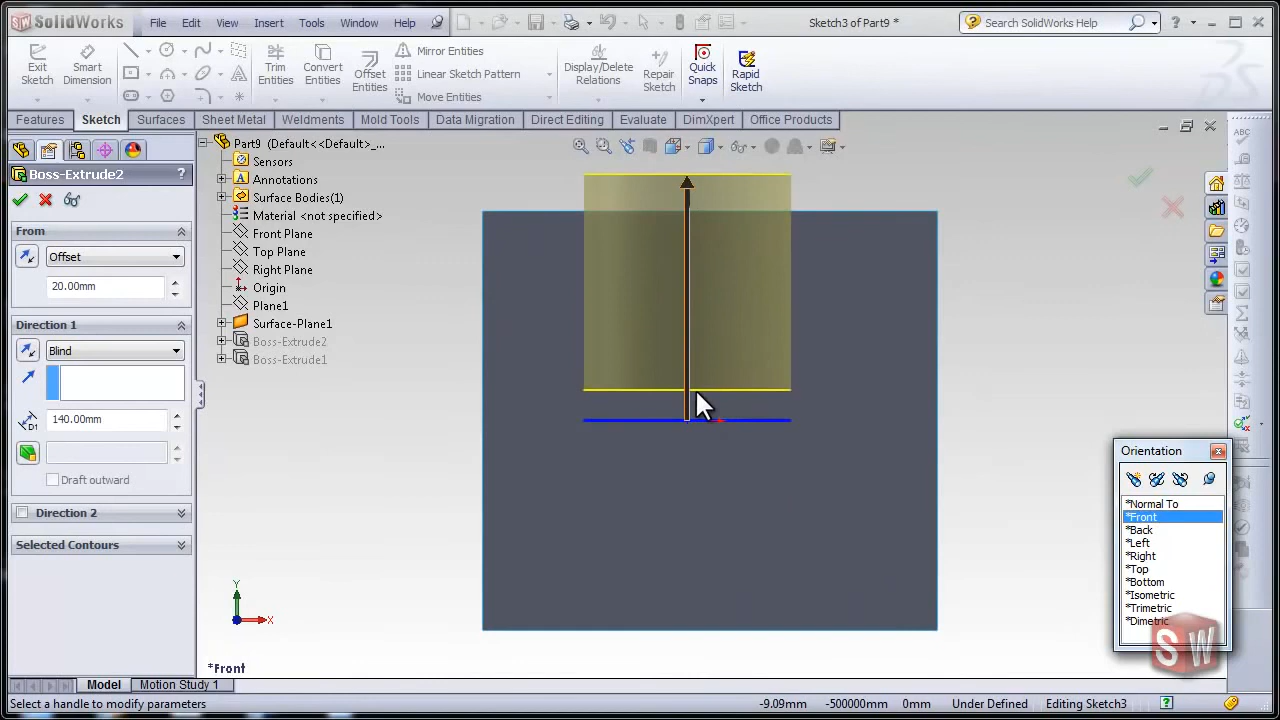 SolidWorks
File Edit View Insert Tools Window Help
Sketch3 of Part9 *
Search SolidWorks Help
Exit Sketch
Smart Dimension
Trim Entities
Convert Entities
Offset Entities
Mirror Entities
Linear Sketch Pattern
Move Entities
Display/Delete Relations
Repair Sketch
Quick Snaps
Rapid Sketch
Features Sketch Surfaces Sheet Metal Weldments Mold Tools Data Migration Direct Editing Evaluate DimXpert Office Products
Boss-Extrude2 ?
From
Offset
20.00mm
Direction 1
Blind
140.00mm
Draft outward
Direction 2
Selected Contours
Part9 (Default<<Default>_...
Sensors
Annotations
Surface Bodies(1)
Material <not specified>
Front Plane
Top Plane
Right Plane
Origin
Plane1
Surface-Plane1
Boss-Extrude2
Boss-Extrude1
Y
X
*Front
ABC
Orientation
*Normal To
*Front
*Back
*Left
*Right
*Top
*Bottom
*Isometric
*Trimetric
*Dimetric
SW
Model Motion Study 1
Select a handle to modify parameters
-9.09mm -500000mm 0mm Under Defined Editing Sketch3